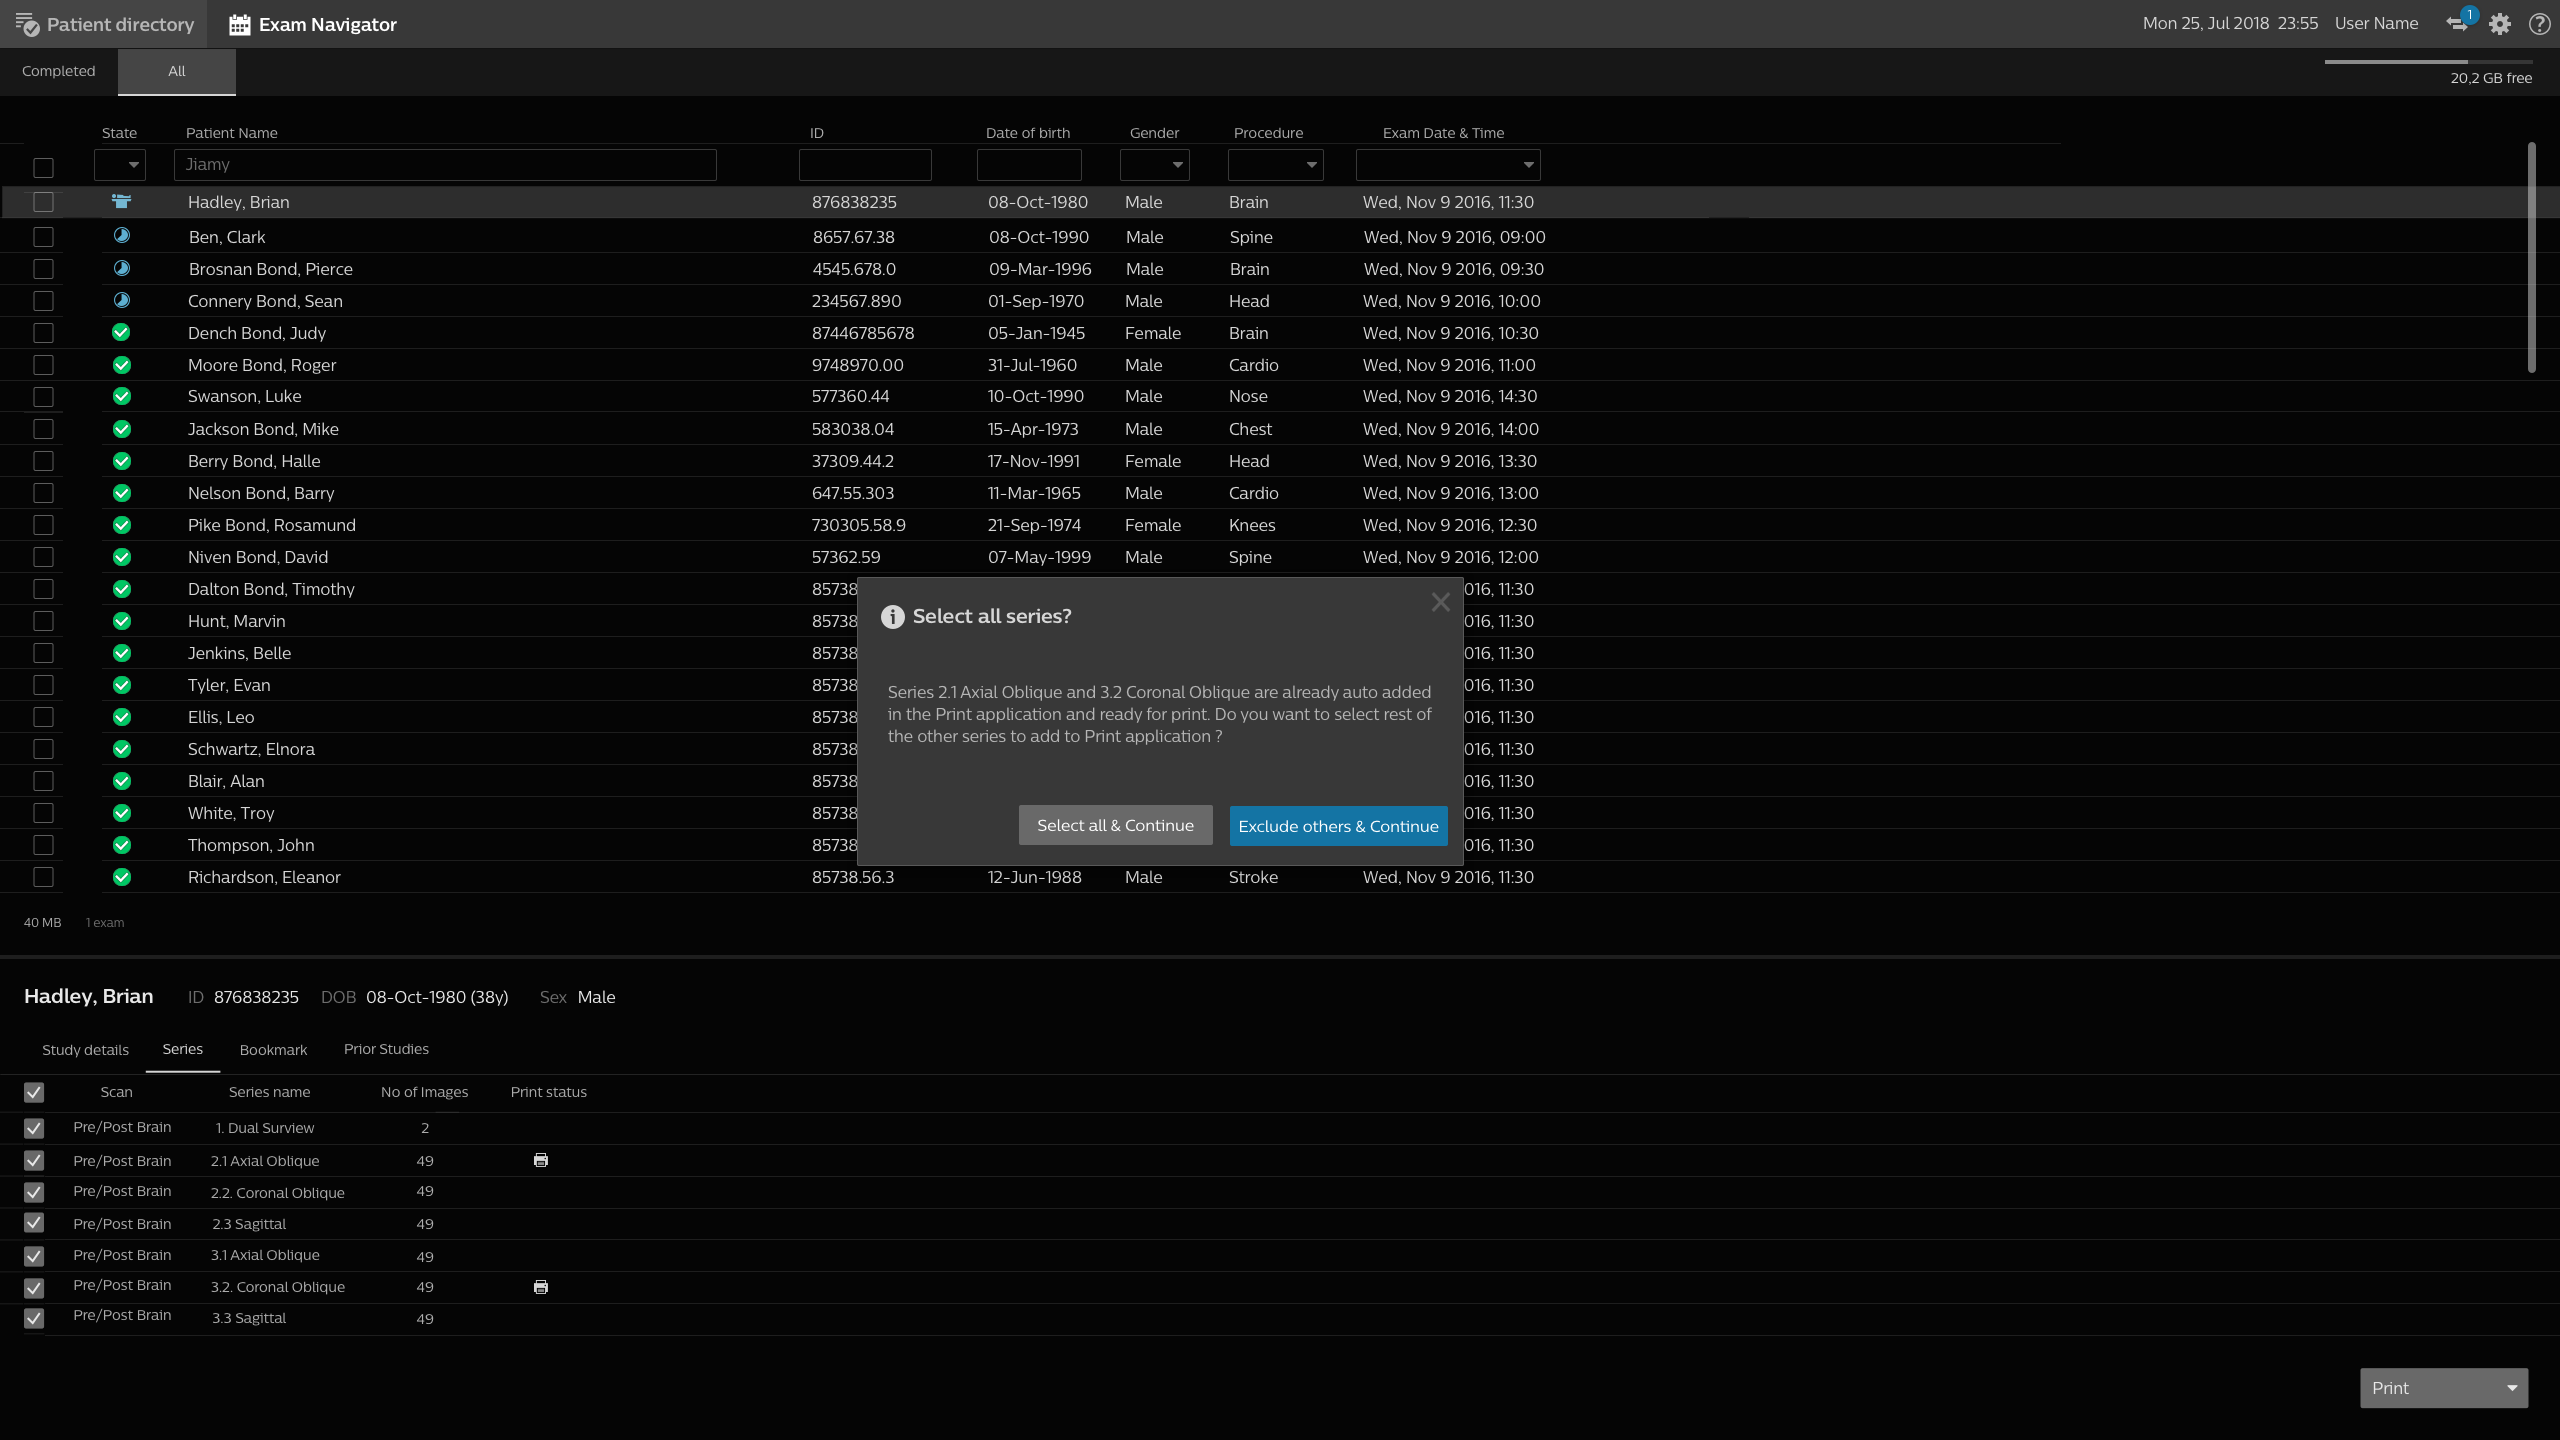 Patient directory Exam Navigator Mon 25, Jul 2018 23:55 User Name 1
Completed All
20,2 GB free
State Patient Name ID Date of birth Gender Procedure Exam Date & Time
Jiamy
Hadley, Brian 876838235 08-Oct-1980 Male Brain Wed, Nov 9 2016, 11:30
Ben, Clark 8657.67.38 08-Oct-1990 Male Spine Wed, Nov 9 2016, 09:00
Brosnan Bond, Pierce 4545.678.0 09-Mar-1996 Male Brain Wed, Nov 9 2016, 09:30
Connery Bond, Sean 234567.890 01-Sep-1970 Male Head Wed, Nov 9 2016, 10:00
Dench Bond, Judy 87446785678 05-Jan-1945 Female Brain Wed, Nov 9 2016, 10:30
Moore Bond, Roger 9748970.00 31-Jul-1960 Male Cardio Wed, Nov 9 2016, 11:00
Swanson, Luke 577360.44 10-Oct-1990 Male Nose Wed, Nov 9 2016, 14:30
Jackson Bond, Mike 583038.04 15-Apr-1973 Male Chest Wed, Nov 9 2016, 14:00
Berry Bond, Halle 37309.44.2 17-Nov-1991 Female Head Wed, Nov 9 2016, 13:30
Nelson Bond, Barry 647.55.303 11-Mar-1965 Male Cardio Wed, Nov 9 2016, 13:00
Pike Bond, Rosamund 730305.58.9 21-Sep-1974 Female Knees Wed, Nov 9 2016, 12:30
Niven Bond, David 57362.59 07-May-1999 Male Spine Wed, Nov 9 2016, 12:00
Dalton Bond, Timothy 85738 016, 11:30
Hunt, Marvin 85738 016, 11:30
Jenkins, Belle 85738 016, 11:30
Tyler, Evan 85738 016, 11:30
Ellis, Leo 85738 016, 11:30
Schwartz, Elnora 85738 016, 11:30
Blair, Alan 85738 016, 11:30
White, Troy 85738 016, 11:30
Thompson, John 85738 016, 11:30
Richardson, Eleanor 85738.56.3 12-Jun-1988 Male Stroke Wed, Nov 9 2016, 11:30
Select all series?
Series 2.1 Axial Oblique and 3.2 Coronal Oblique are already auto added
in the Print application and ready for print. Do you want to select rest of
the other series to add to Print application ?
Select all & Continue Exclude others & Continue
40 MB 1 exam
Hadley, Brian ID 876838235 DOB 08-Oct-1980 (38y) Sex Male
Study details Series Bookmark Prior Studies
Scan Series name No of Images Print status
Pre/Post Brain 1. Dual Surview 2
Pre/Post Brain 2.1 Axial Oblique 49
Pre/Post Brain 2.2. Coronal Oblique 49
Pre/Post Brain 2.3 Sagittal 49
Pre/Post Brain 3.1 Axial Oblique 49
Pre/Post Brain 3.2. Coronal Oblique 49
Pre/Post Brain 3.3 Sagittal 49
Print